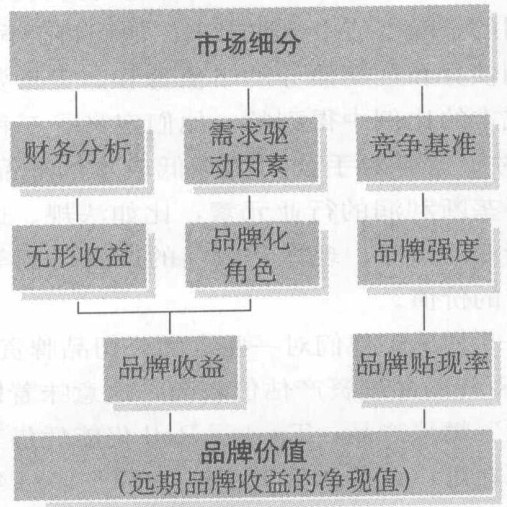 市场细分
财务分析
需求驱
动因素
竞争基准
无形收益
品牌化
角色
品牌强度
品牌收益
品牌贴现率
品牌价值
(远期品牌收益的净现值)